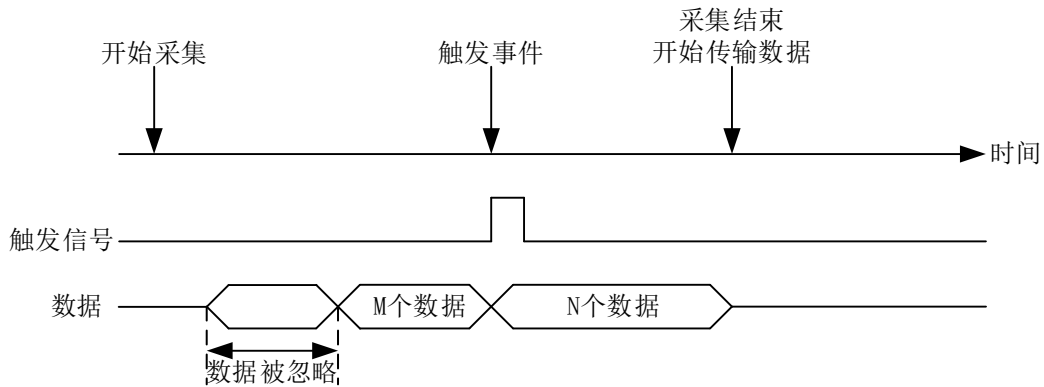 开始采集
触发事件
采集结束
开始传输数据
时间
触发信号
数据
M个数据
N个数据
数据被忽略